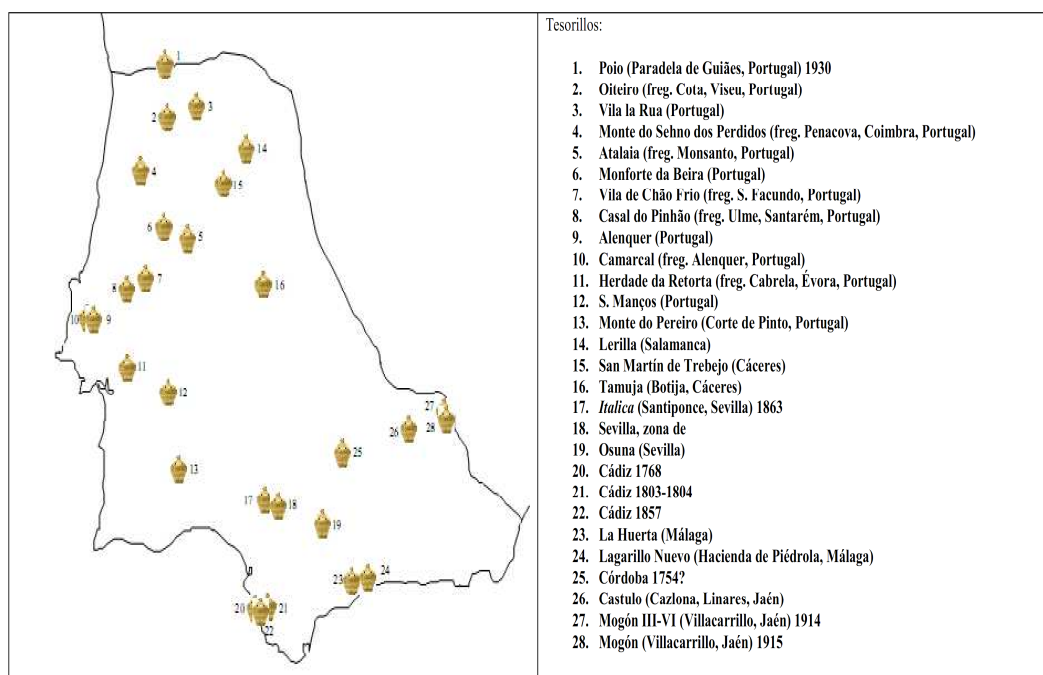 Tesorillos:
1. Poio (Paradela de Guiães, Portugal) 1930
2. Oiteiro (freg. Cota, Viseu, Portugal)
3. Vila la Rua (Portugal)
4. Monte do Sehno dos Perdidos (freg. Penacova, Coimbra, Portugal)
5. Atalaia (freg. Monsanto, Portugal)
6. Monforte da Beira (Portugal)
7. Vila de Chão Frio (freg. S. Facundo, Portugal)
8. Casal do Pinhão (freg. Ulme, Santarém, Portugal)
9. Alenquer (Portugal)
10. Camarcal (freg. Alenquer, Portugal)
11. Herdade da Retorta (freg. Cabrela, Évora, Portugal)
12. S. Manços (Portugal)
13. Monte do Pereiro (Corte de Pinto, Portugal)
14. Lerilla (Salamanca)
15. San Martín de Trebejo (Cáceres)
16. Tamuja (Botija, Cáceres)
17. Italica (Santiponce, Sevilla) 1863
18. Sevilla, zona de
19. Osuna (Sevilla)
20. Cádiz 1768
21. Cádiz 1803-1804
22. Cádiz 1857
23. La Huerta (Málaga)
24. Lagarillo Nuevo (Hacienda de Piédrola, Málaga)
25. Córdoba 1754?
26. Castulo (Cazlona, Linares, Jaén)
27. Mogón III-VI (Villacarrillo, Jaén) 1914
28. Mogón (Villacarrillo, Jaén) 1915
1
2
3
14
4
15
6
5
7
8
16
10
9
11
12
27
28
26
25
13
17
18
19
23
24
20
21
22